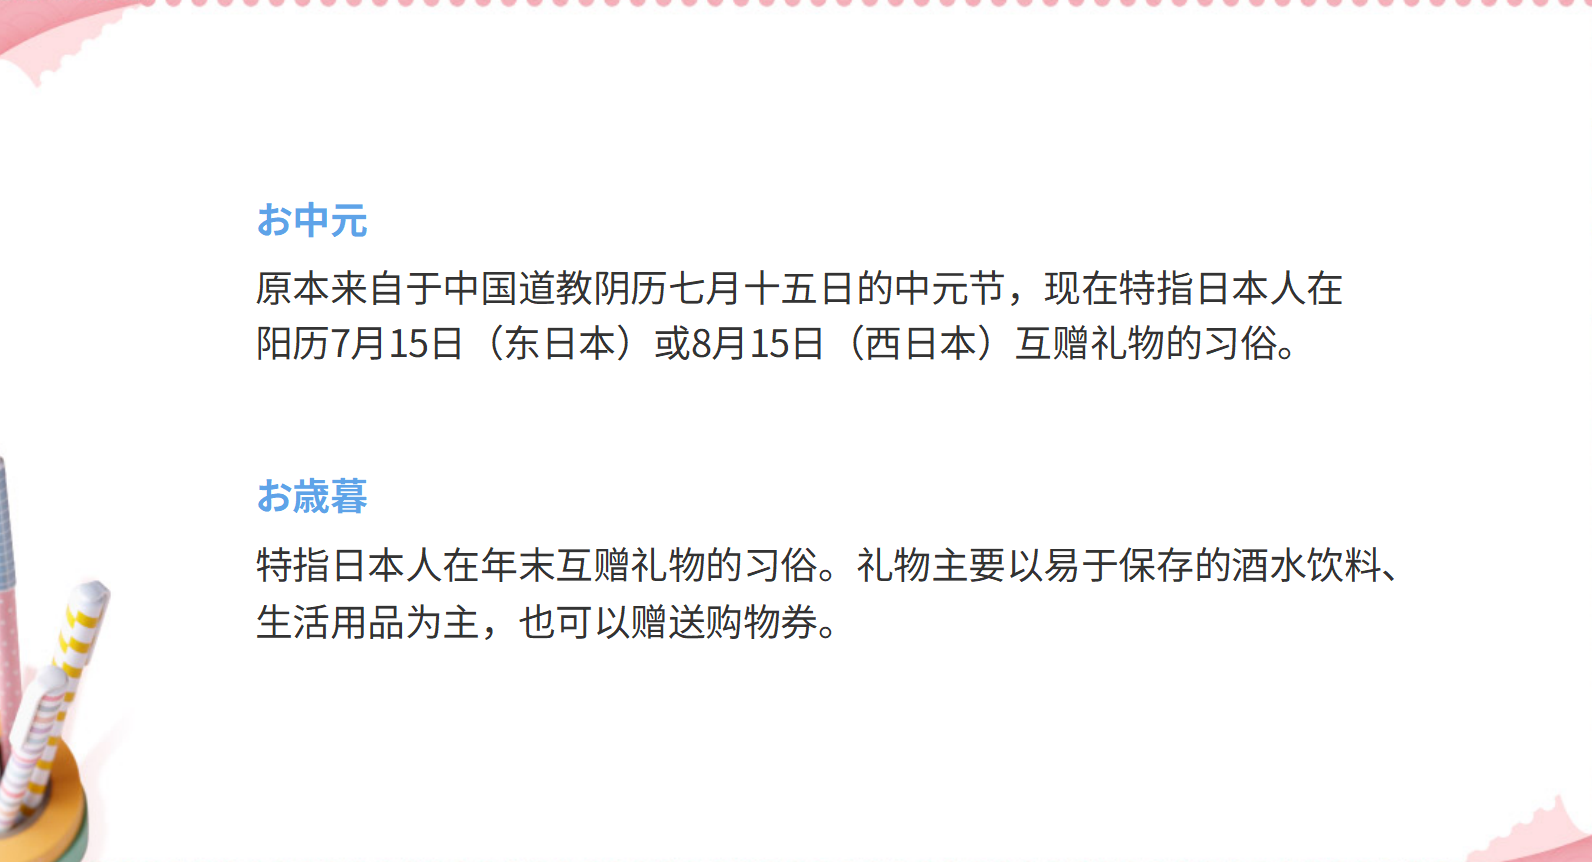 お中元
原本来自于中国道教阴历七月十五日的中元节，现在特指日本人在
阳历7月15日（东日本）或8月15日（西日本）互赠礼物的习俗。
お歳暮
特指日本人在年末互赠礼物的习俗。礼物主要以易于保存的酒水饮料、
生活用品为主，也可以赠送购物券。